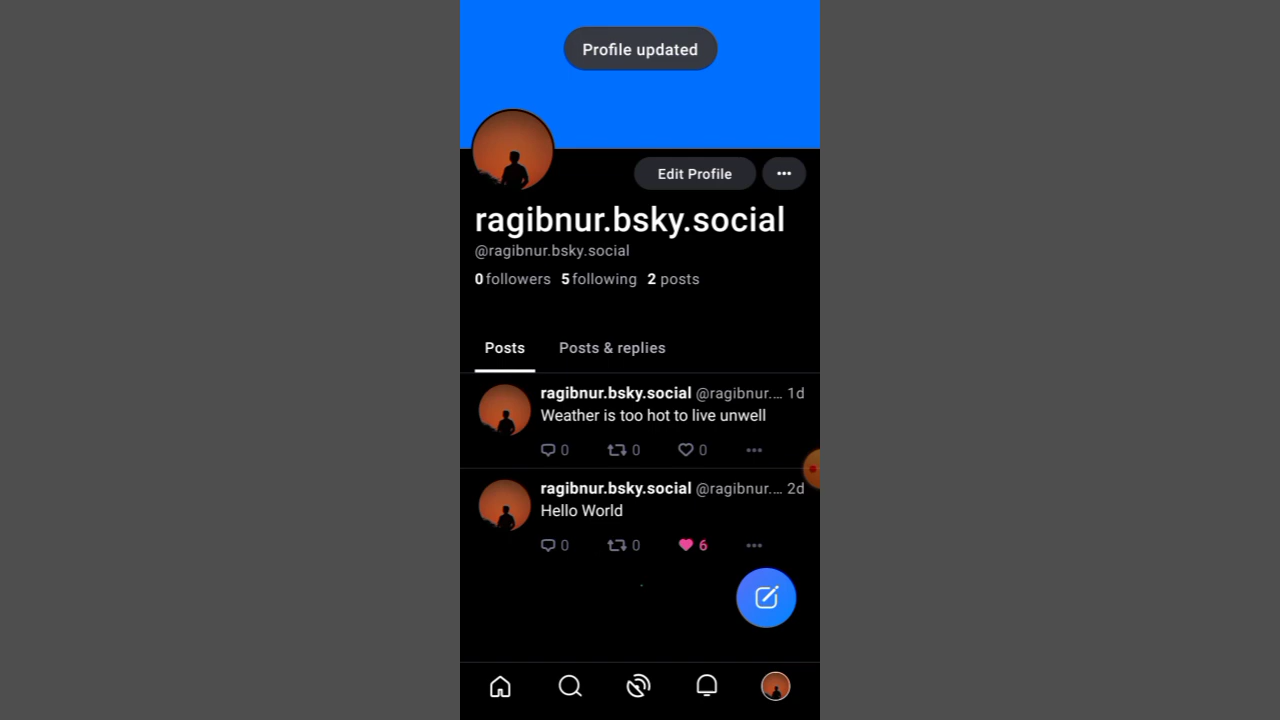 Profile updated
Edit Profile
ragibnur.bsky.social
@ragibnur.bsky.social
0 followers 5 following 2 posts
Posts Posts & replies
ragibnur.bsky.social @ragibnur.... 1d
Weather is too hot to live unwell
0 0 0
ragibnur.bsky.social @ragibnur.... 2d
Hello World
0 0 6